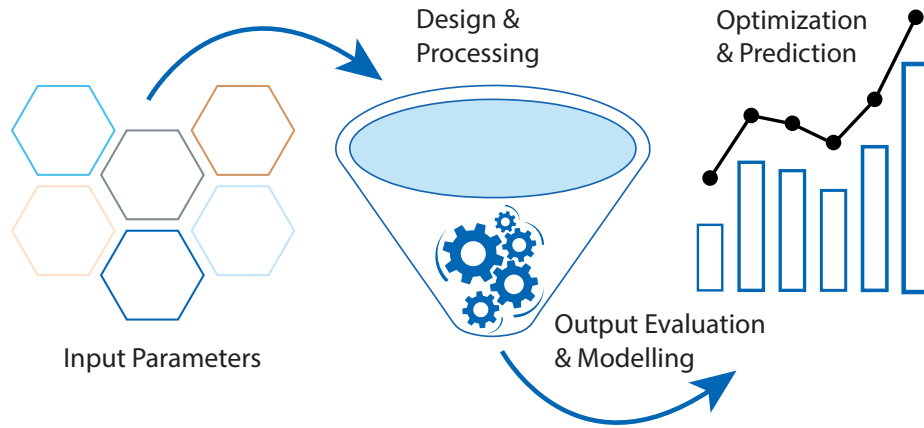 Design &
Processing
Optimization
& Prediction
Input Parameters
Output Evaluation
& Modelling